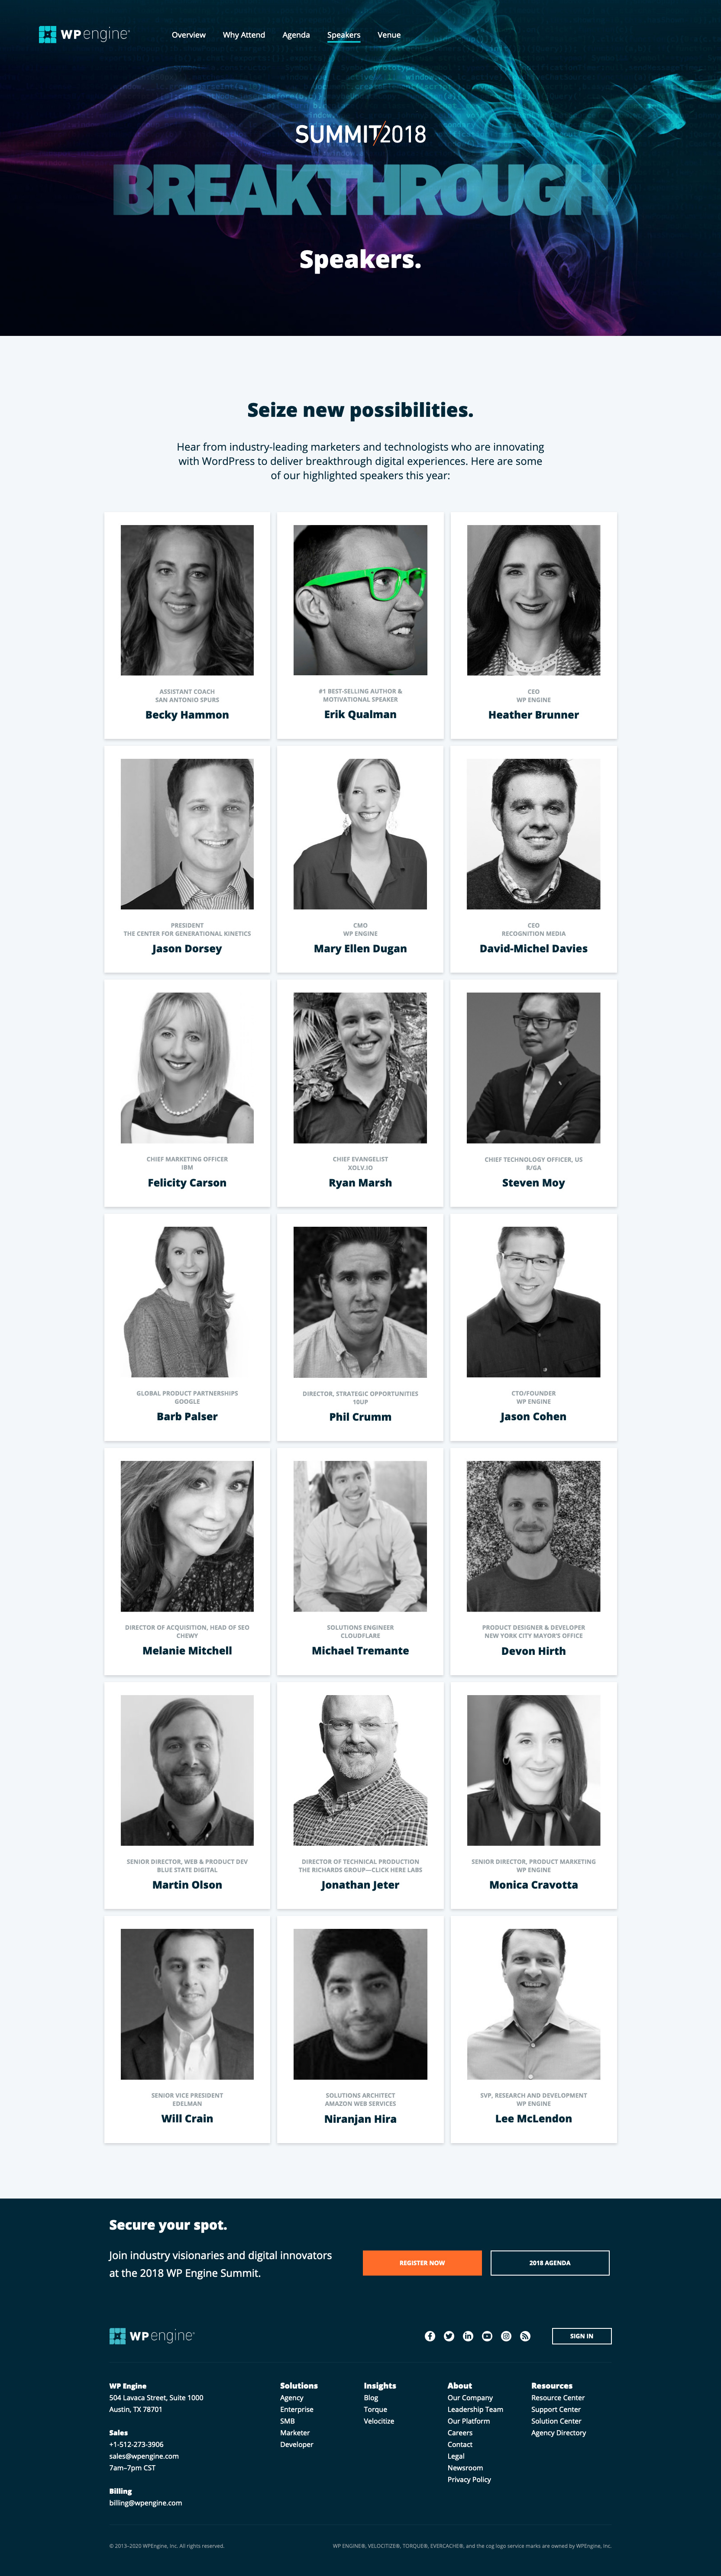 WPengine®
Overview Why Attend Agenda Speakers Venue
SUMMIT/2018
BREAKTHROUGH
Speakers.
Seize new possibilities.
Hear from industry-leading marketers and technologists who are innovating
with WordPress to deliver breakthrough digital experiences. Here are some
of our highlighted speakers this year:
ASSISTANT COACH
SAN ANTONIO SPURS
Becky Hammon
#1 BEST-SELLING AUTHOR &
MOTIVATIONAL SPEAKER
Erik Qualman
CEO
WP ENGINE
Heather Brunner
PRESIDENT
THE CENTER FOR GENERATIONAL KINETICS
Jason Dorsey
CMO
WP ENGINE
Mary Ellen Dugan
CEO
RECOGNITION MEDIA
David-Michel Davies
CHIEF MARKETING OFFICER
IBM
Felicity Carson
CHIEF EVANGELIST
XOLV.IO
Ryan Marsh
CHIEF TECHNOLOGY OFFICER, US
R/GA
Steven Moy
GLOBAL PRODUCT PARTNERSHIPS
GOOGLE
Barb Palser
DIRECTOR, STRATEGIC OPPORTUNITIES
10UP
Phil Crumm
CTO/FOUNDER
WP ENGINE
Jason Cohen
DIRECTOR OF ACQUISITION, HEAD OF SEO
CHEWY
Melanie Mitchell
SOLUTIONS ENGINEER
CLOUDFLARE
Michael Tremante
PRODUCT DESIGNER & DEVELOPER
NEW YORK CITY MAYOR'S OFFICE
Devon Hirth
SENIOR DIRECTOR, WEB & PRODUCT DEV
BLUE STATE DIGITAL
Martin Olson
DIRECTOR OF TECHNICAL PRODUCTION
THE RICHARDS GROUP—CLICK HERE LABS
Jonathan Jeter
SENIOR DIRECTOR, PRODUCT MARKETING
WP ENGINE
Monica Cravotta
SENIOR VICE PRESIDENT
EDELMAN
Will Crain
SOLUTIONS ARCHITECT
AMAZON WEB SERVICES
Niranjan Hira
SVP, RESEARCH AND DEVELOPMENT
WP ENGINE
Lee McLendon
Secure your spot.
Join industry visionaries and digital innovators
at the 2018 WP Engine Summit.
REGISTER NOW
2018 AGENDA
WPengine®
SIGN IN
WP Engine
504 Lavaca Street, Suite 1000
Austin, TX 78701
Sales
+1-512-273-3906
sales@wpengine.com
7am–7pm CST
Billing
billing@wpengine.com
Solutions
Agency
Enterprise
SMB
Marketer
Developer
Insights
Blog
Torque
Velocitize
About
Our Company
Leadership Team
Our Platform
Careers
Contact
Legal
Newsroom
Privacy Policy
Resources
Resource Center
Support Center
Solution Center
Agency Directory
© 2013–2020 WPEngine, Inc. All rights reserved.
WP ENGINE®, VELOCITIZE®, TORQUE®, EVERCACHE®, and the cog logo service marks are owned by WPEngine, Inc.